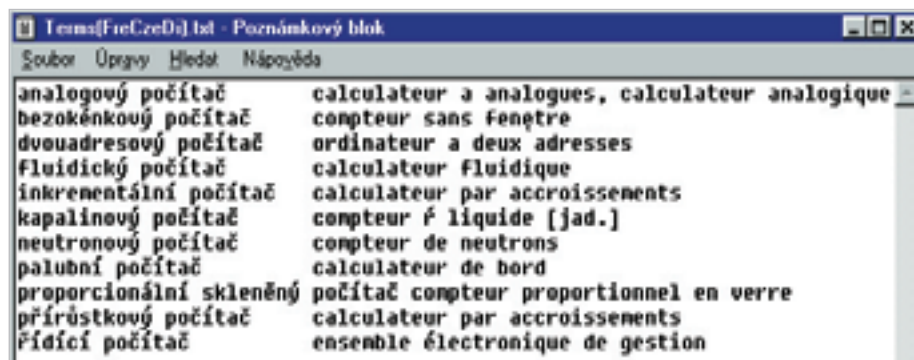 Terms[FreCzeDi].txt - Poznámkový blok
Soubor Úpravy Hledat Nápověda
analogový počítač calculateur a analogues, calculateur analogique
bezokénkový počítač compteur sans fenętre
dvouadresový počítač ordinateur a deux adresses
fluidický počítač calculateur fluidique
inkrementální počítač calculateur par accroissements
kapalinový počítač compteur ŕ liquide [jad.]
neutronový počítač compteur de neutrons
palubní počítač calculateur de bord
proporcionální skleněný počítač compteur proportionnel en verre
přírůstkový počítač calculateur par accroissements
řídící počítač ensemble électronique de gestion